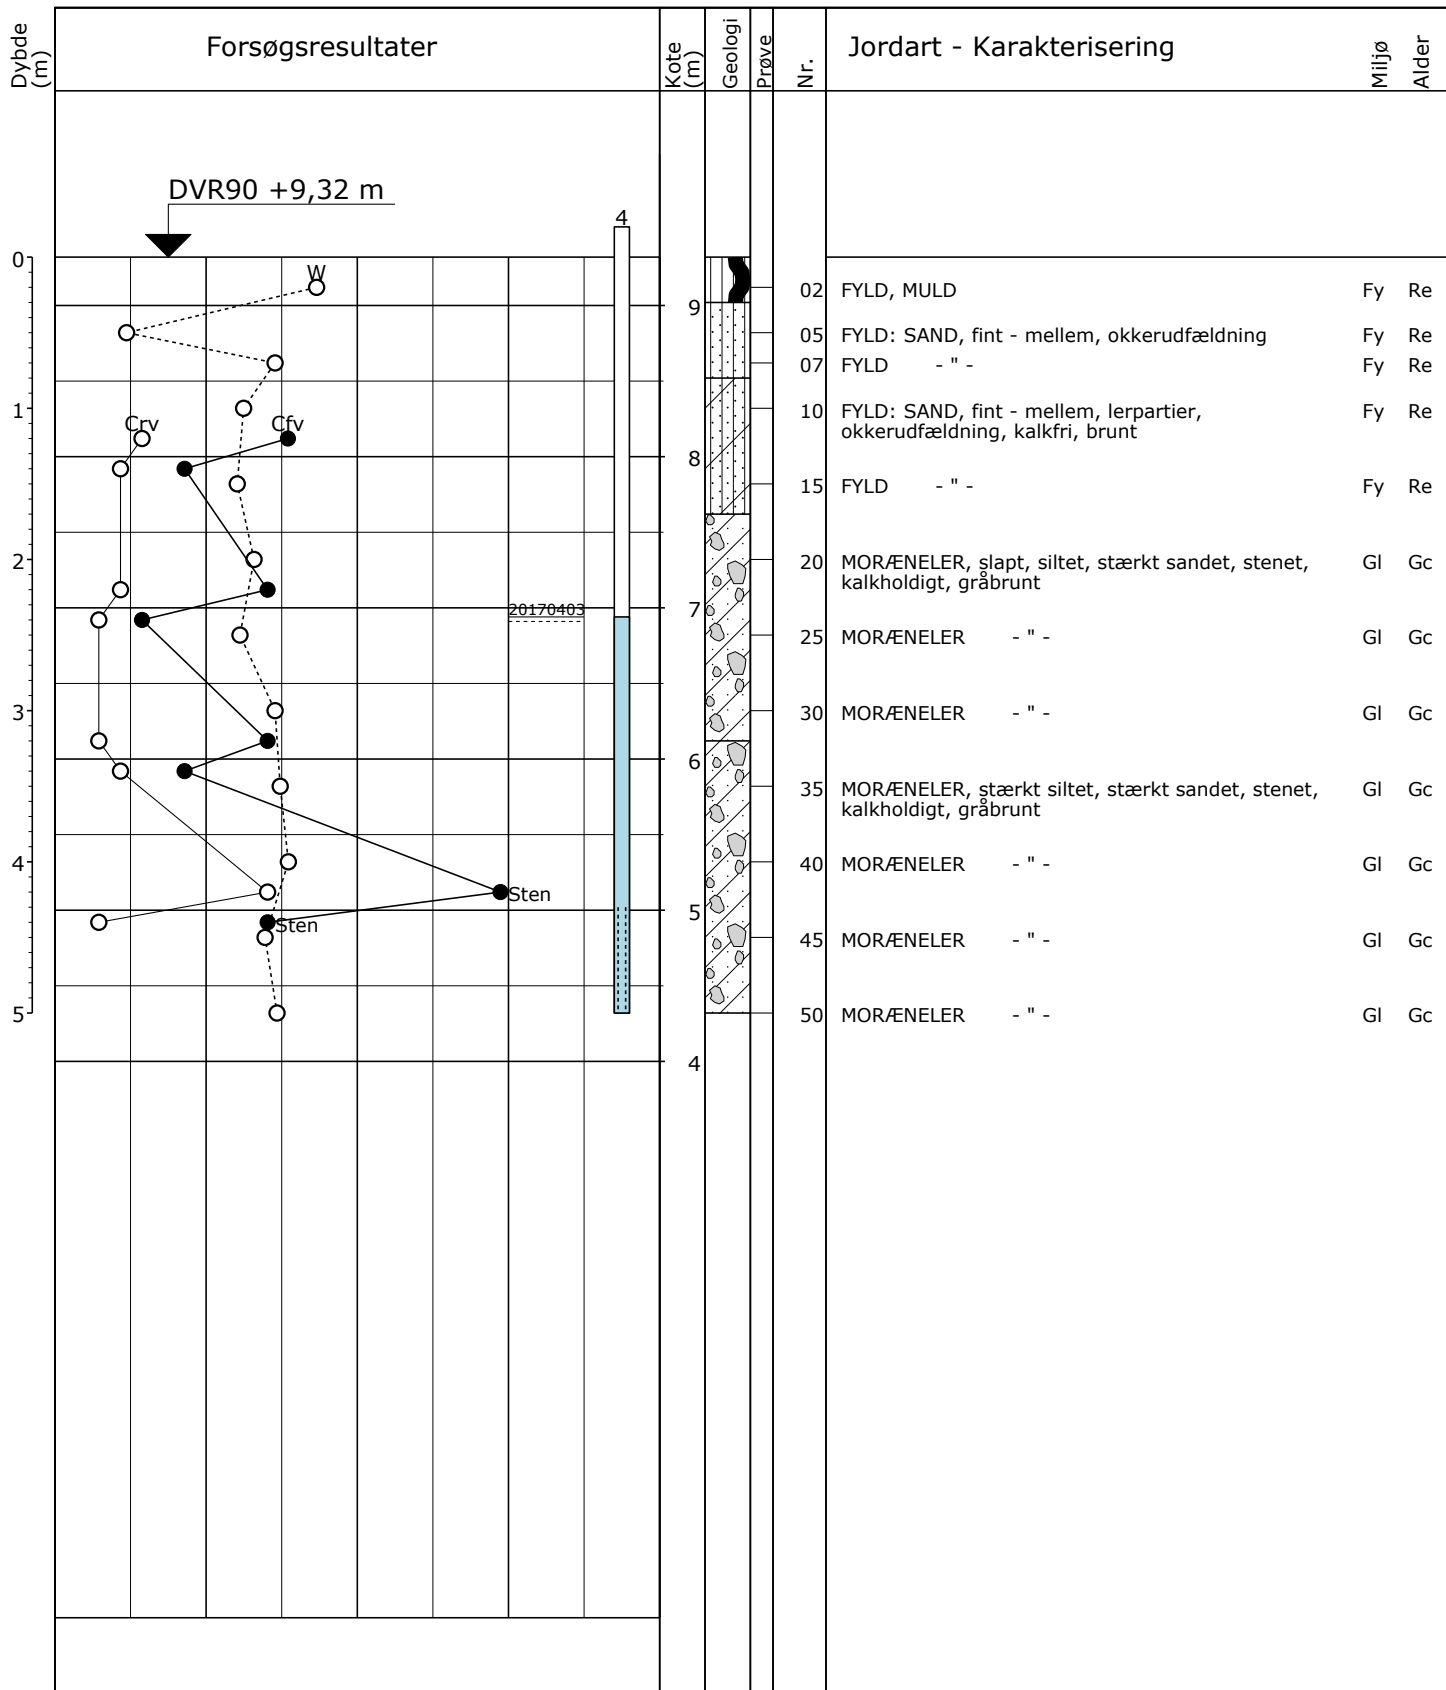 Dybde
(m)
Forsøgsresultater
Kote
(m)
Geologi
Prøve
Nr.
Jordart - Karakterisering
Miljø
Alder
DVR90 +9,32 m
4
0
W
02 FYLD, MULD Fy Re
9
05 FYLD: SAND, fint - mellem, okkerudfældning Fy Re
07 FYLD - " - Fy Re
1
Crv
Cfv
10 FYLD: SAND, fint - mellem, lerpartier, Fy Re
okkerudfældning, kalkfri, brunt
8
15 FYLD - " - Fy Re
2
20 MORÆNELER, slapt, siltet, stærkt sandet, stenet, Gl Gc
kalkholdigt, gråbrunt
20170403
7
25 MORÆNELER - " - Gl Gc
3
30 MORÆNELER - " - Gl Gc
6
35 MORÆNELER, stærkt siltet, stærkt sandet, stenet, Gl Gc
kalkholdigt, gråbrunt
4
40 MORÆNELER - " - Gl Gc
Sten
5
Sten
45 MORÆNELER - " - Gl Gc
5
50 MORÆNELER - " - Gl Gc
4